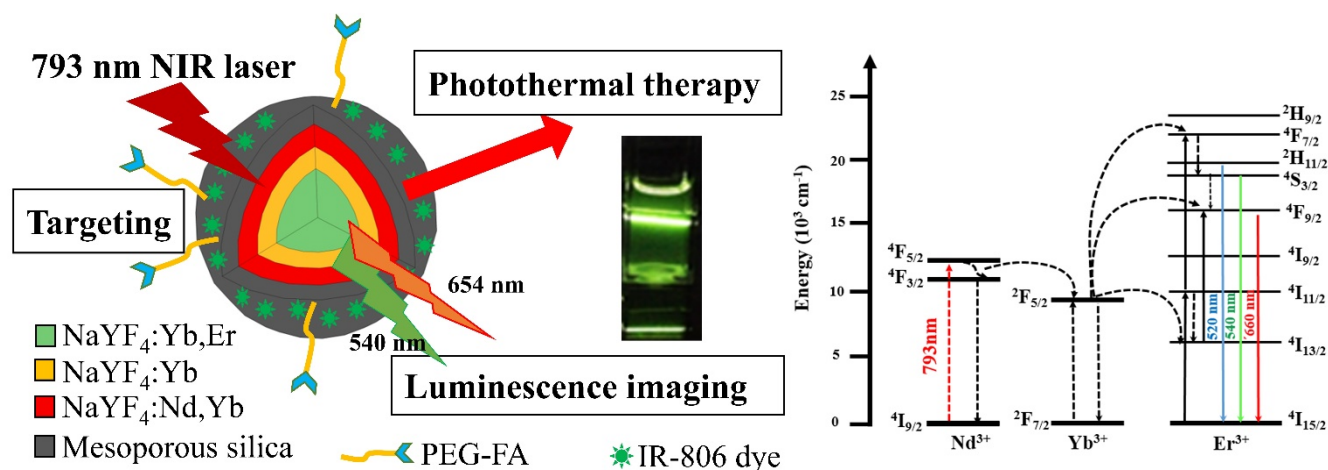 793 nm NIR laser
Photothermal therapy
Targeting
654 nm
540 nm
Luminescence imaging
NaYF₄:Yb,Er
NaYF₄:Yb
NaYF₄:Nd,Yb
Mesoporous silica
PEG-FA
IR-806 dye
Energy (10³ cm⁻¹)
25
20
15
10
5
0
⁴F₅/₂
⁴F₃/₂
793nm
⁴I₉/₂
Nd³⁺
²F₅/₂
²F₇/₂
Yb³⁺
²H₉/₂
⁴F₇/₂
²H₁₁/₂
⁴S₃/₂
⁴F₉/₂
⁴I₉/₂
⁴I₁₁/₂
⁴I₁₃/₂
⁴I₁₅/₂
520 nm
540 nm
660 nm
Er³⁺